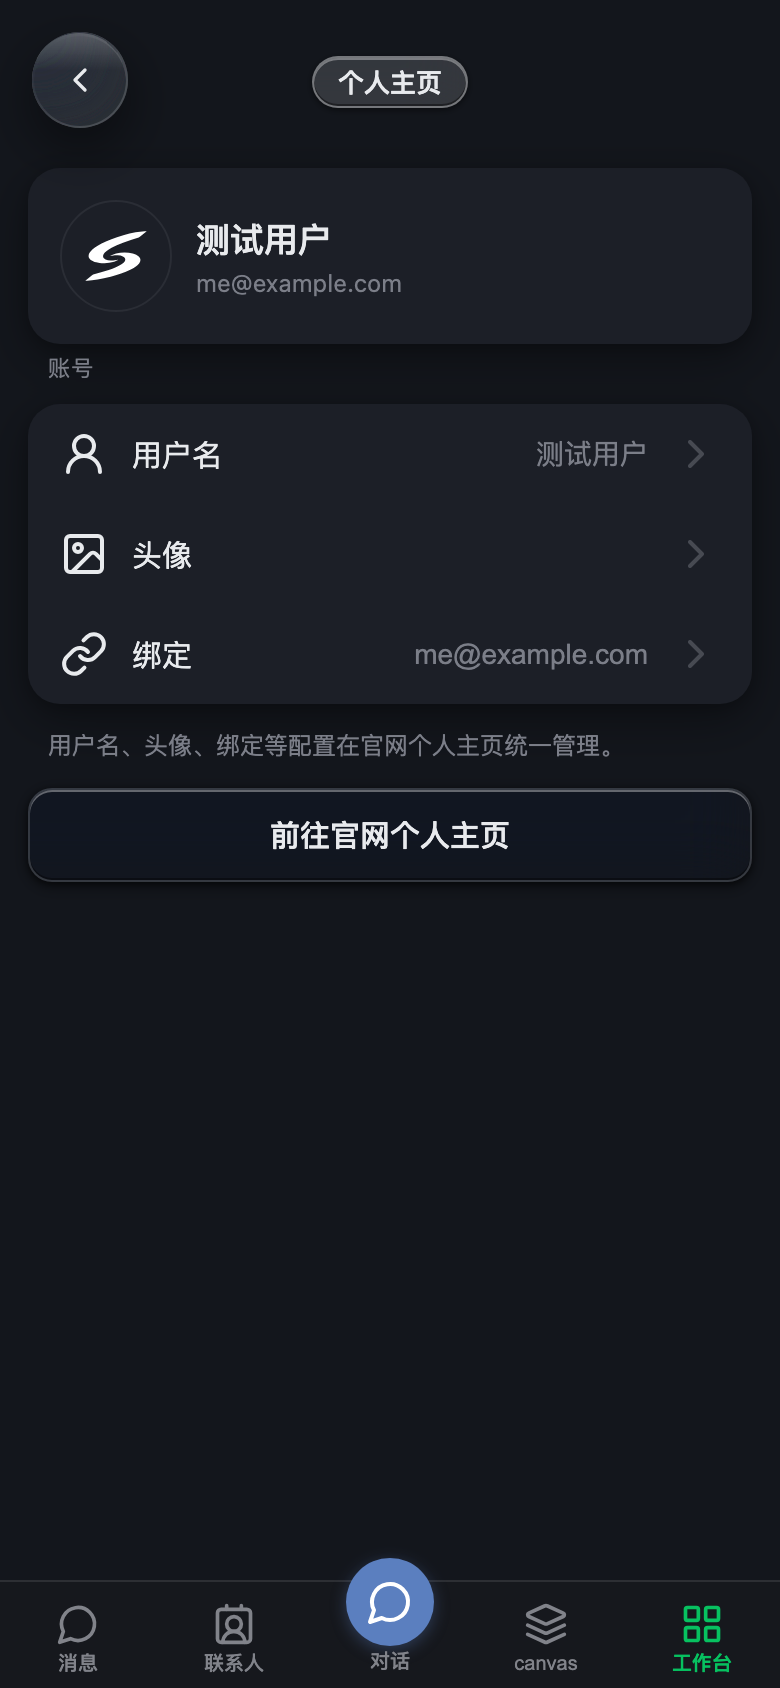 个人主页
测试用户
me@example.com
账号
用户名 测试用户
头像
绑定 me@example.com
用户名、头像、绑定等配置在官网个人主页统一管理。
前往官网个人主页
消息 联系人 对话 canvas 工作台